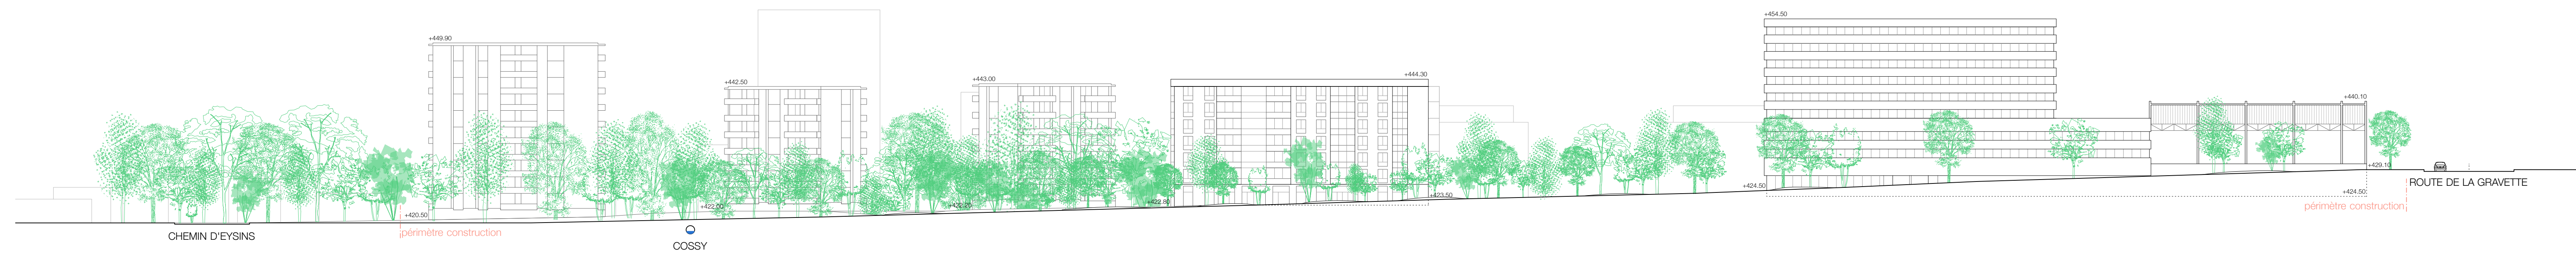 +454.50
+449.90
+444.30
+443.00
+442.50
+440.10
+429.10
ROUTE DE LA GRAVETTE
+424.50
+424.50
+423.50
+422.80
+422.20
+422.00
périmètre construction
+420.50
périmètre construction
CHEMIN D'EYSINS
COSSY